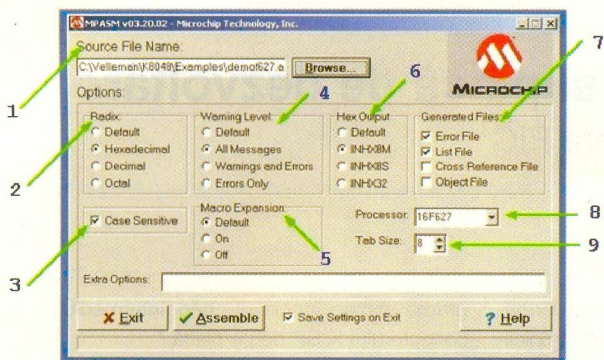 MPASM v03.20.02 - Microchip Technology, Inc.
Source File Name:
C:\Velleman\K8048\Examples\demof627.a
Browse...
MICROCHIP
Options:
Radix:
Default
Hexadecimal
Decimal
Octal
Warning Level:
Default
All Messages
Warnings and Errors
Errors Only
Hex Output
Default
INHX8M
INHX8S
INHX32
Generated Files:
Error File
List File
Cross Reference File
Object File
Case Sensitive
Macro Expansion:
Default
On
Off
Processor: 16F627
Tab Size: 8
Extra Options:
Exit
Assemble
Save Settings on Exit
? Help
1
2
3
4
5
6
7
8
9